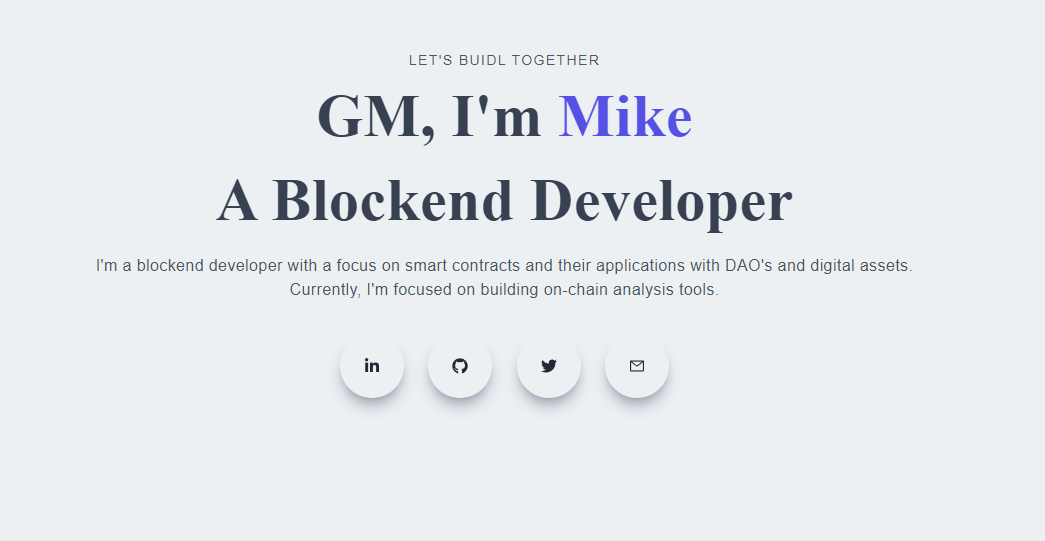 LET'S BUIDL TOGETHER
GM, I'm Mike
A Blockend Developer
I'm a blockend developer with a focus on smart contracts and their applications with DAO's and digital assets.
Currently, I'm focused on building on-chain analysis tools.
in